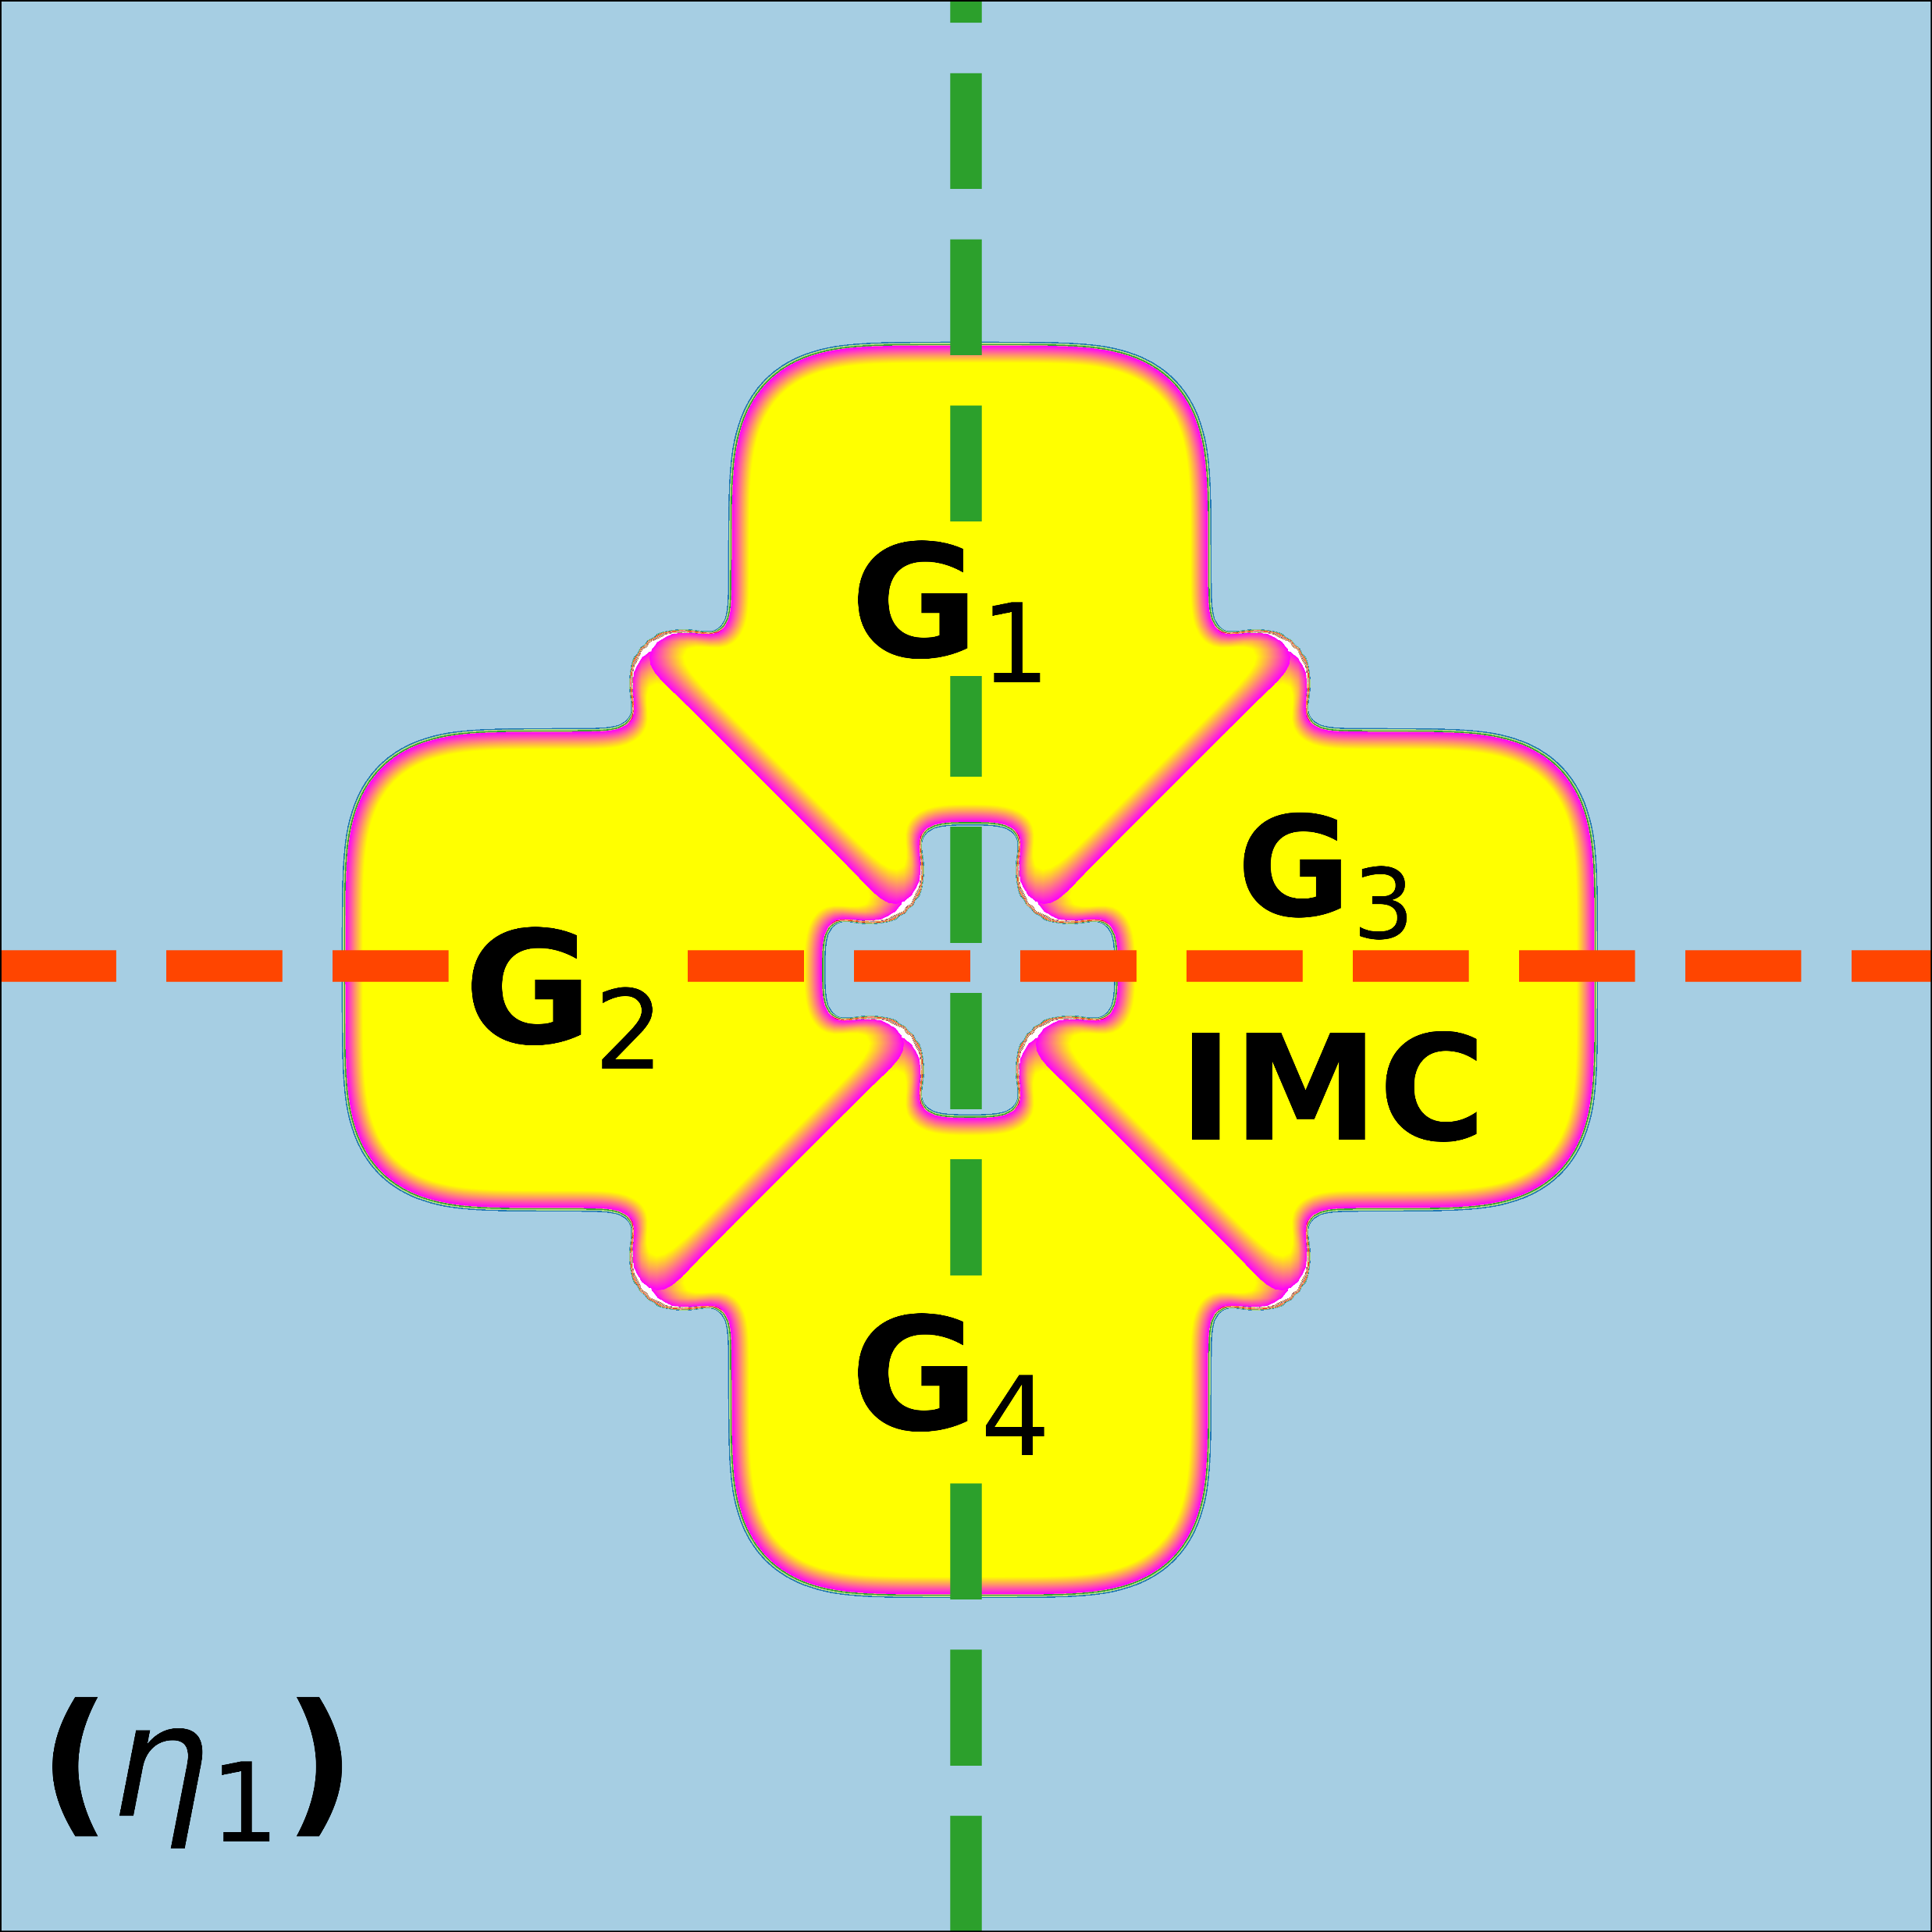 G₁
G₃
G₂
IMC
G₄
(η₁)